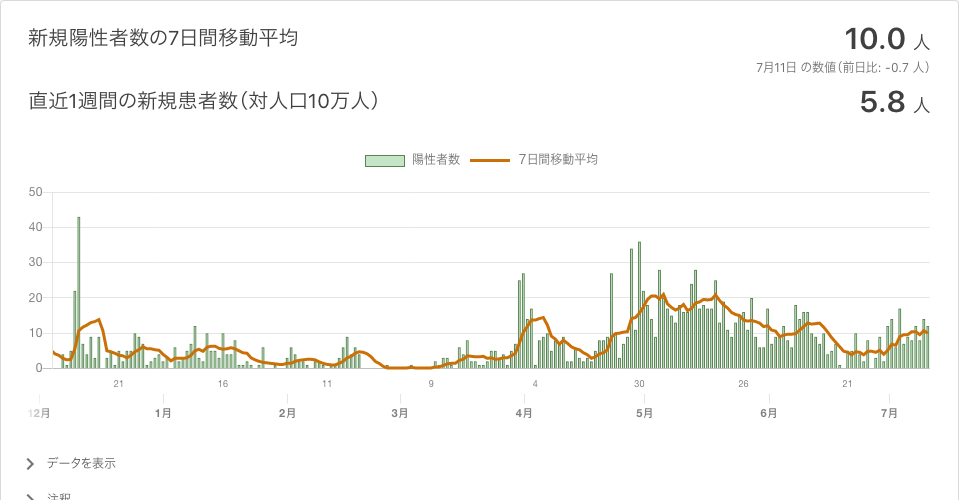 新規陽性者数の7日間移動平均
10.0 人
7月11日 の数値（前日比: -0.7 人）
直近1週間の新規患者数（対人口10万人）
5.8 人
陽性者数 7日間移動平均
50
40
30
20
10
0
21 16 11 9 4 30 26 21
12月 1月 2月 3月 4月 5月 6月 7月
データを表示
注釈